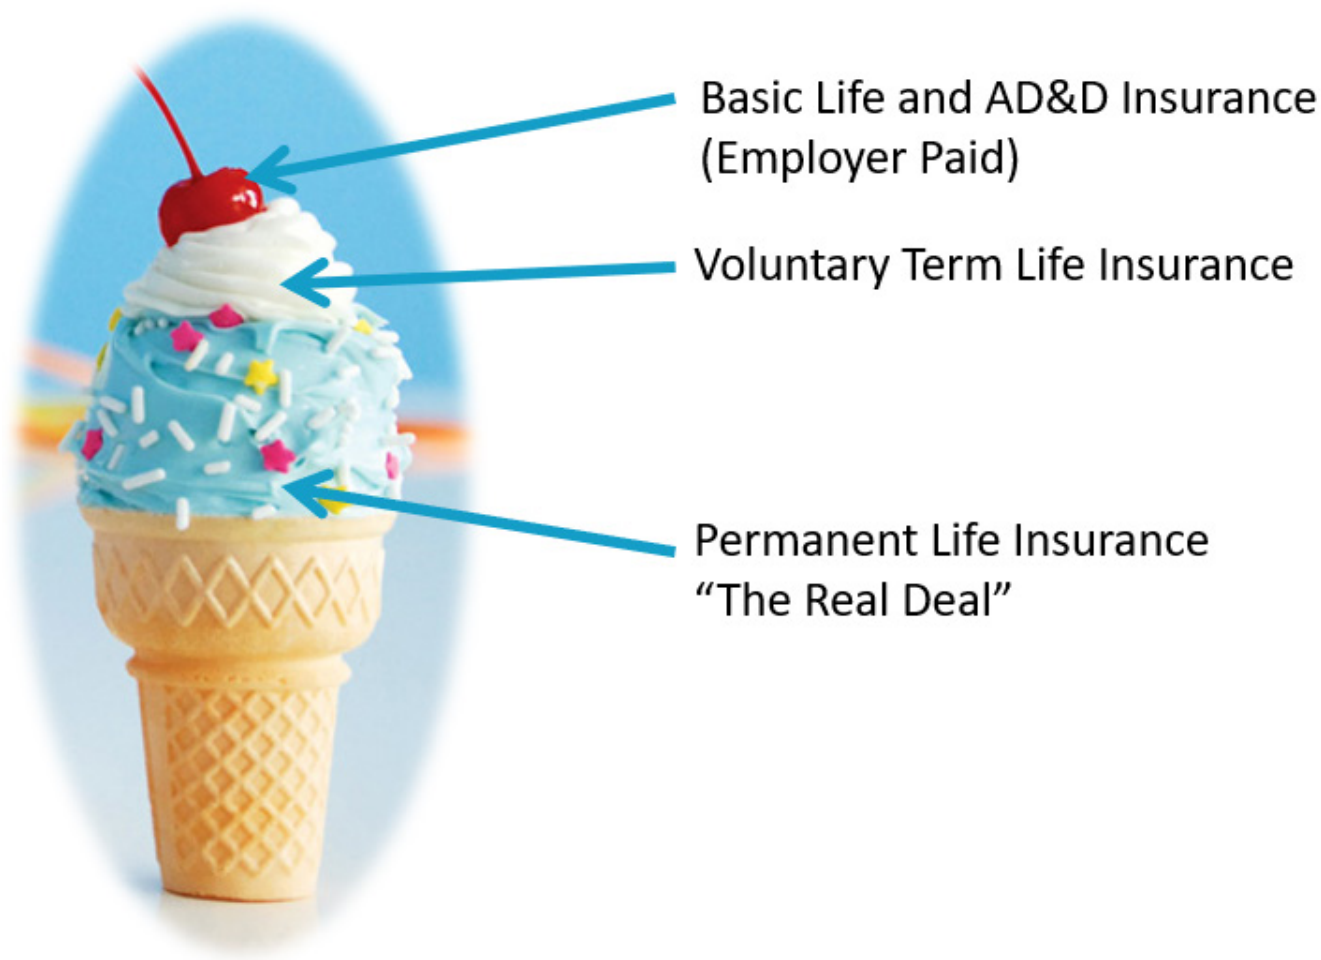 Basic Life and AD&D Insurance
(Employer Paid)
Voluntary Term Life Insurance
Permanent Life Insurance
“The Real Deal”